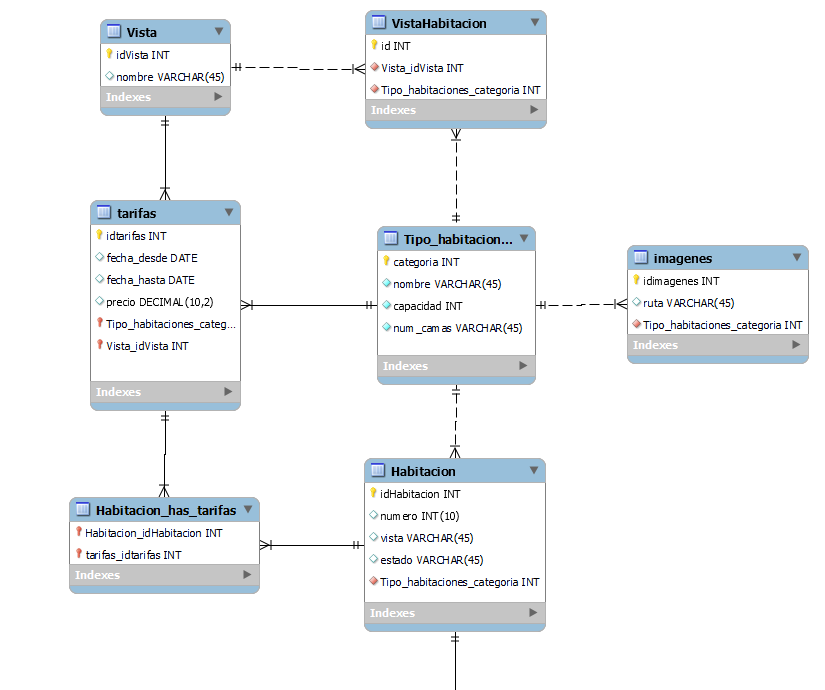 Vista
idVista INT
nombre VARCHAR(45)
Indexes
VistaHabitacion
id INT
Vista_idVista INT
Tipo_habitaciones_categoria INT
Indexes
tarifas
idtarifas INT
fecha_desde DATE
fecha_hasta DATE
precio DECIMAL(10,2)
Tipo_habitaciones_categ...
Vista_idVista INT
Indexes
Tipo_habitacion...
categoria INT
nombre VARCHAR(45)
capacidad INT
num_camas VARCHAR(45)
Indexes
imagenes
idimagenes INT
ruta VARCHAR(45)
Tipo_habitaciones_categoria INT
Indexes
Habitacion_has_tarifas
Habitacion_idHabitacion INT
tarifas_idtarifas INT
Indexes
Habitacion
idHabitacion INT
numero INT(10)
vista VARCHAR(45)
estado VARCHAR(45)
Tipo_habitaciones_categoria INT
Indexes